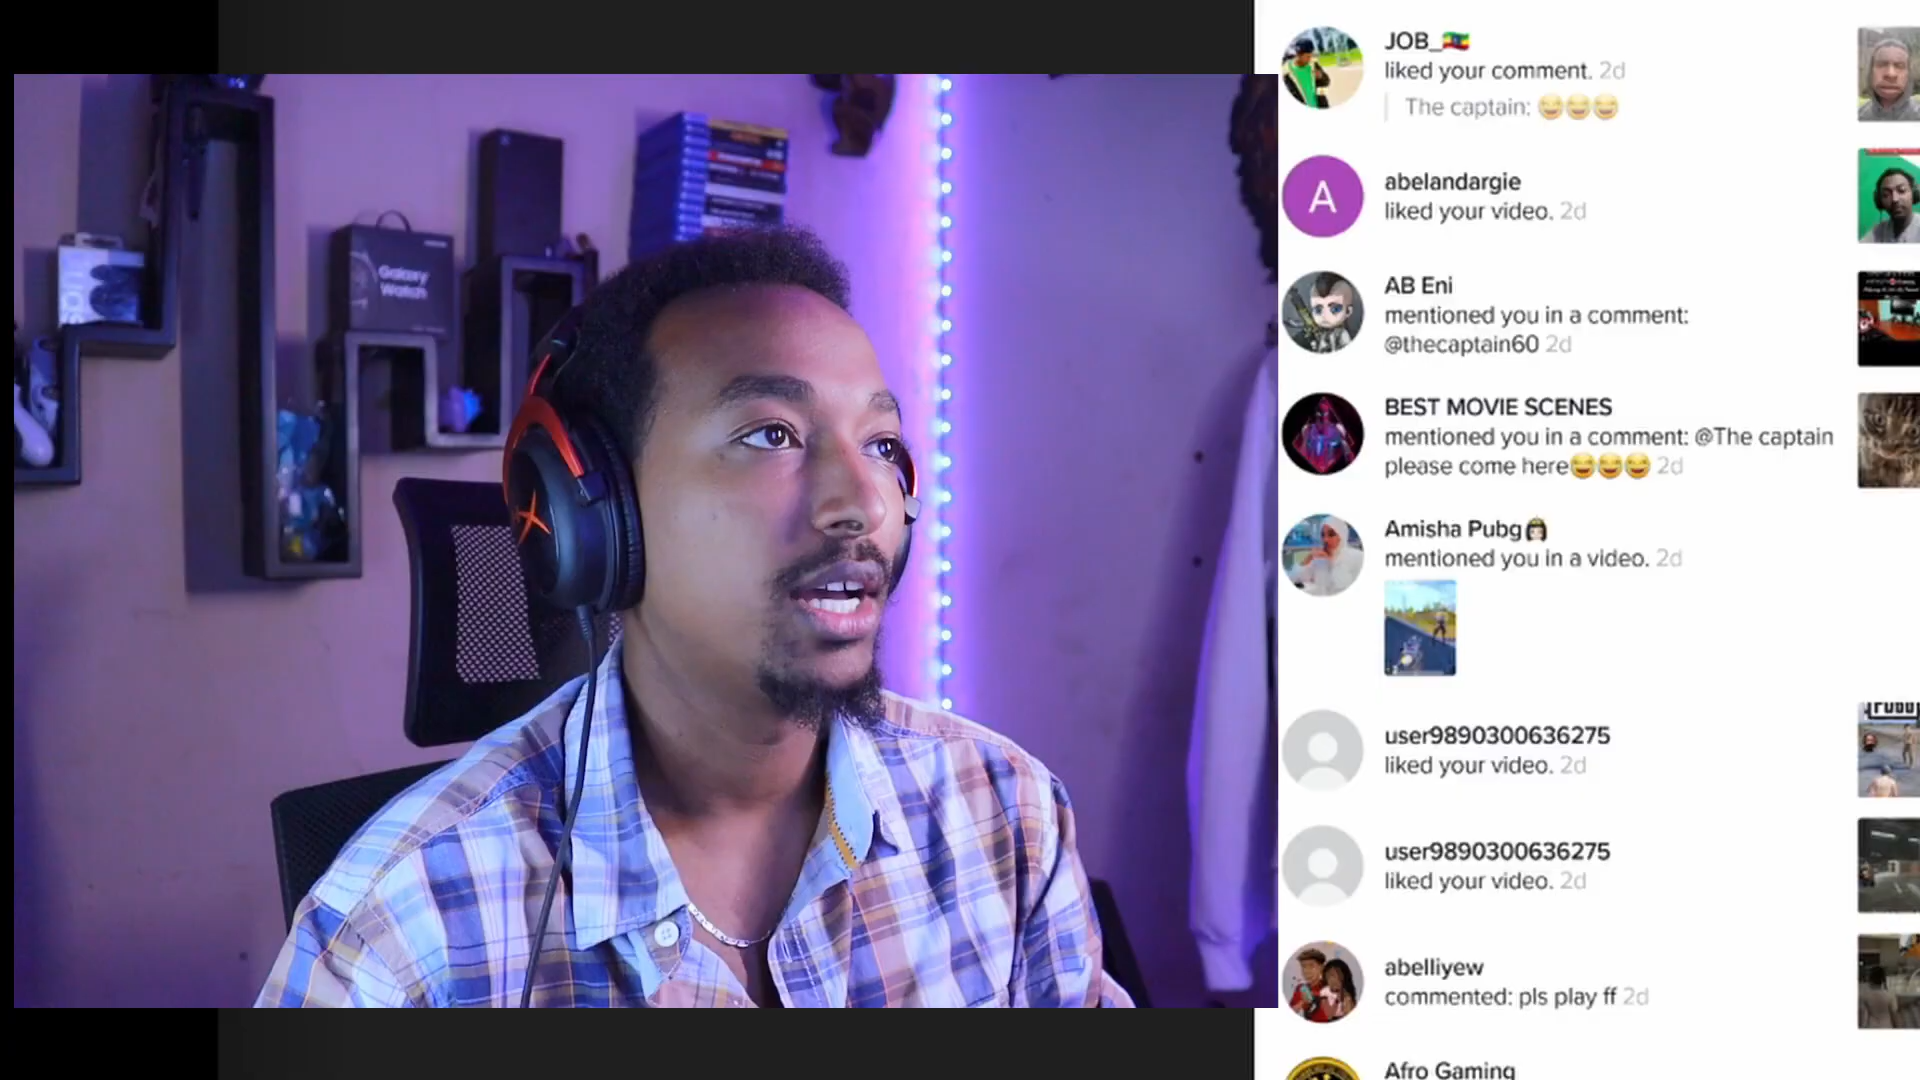 JOB_🇪🇹
liked your comment. 2d
The captain: 😂😂😂
A
abelandargie
liked your video. 2d
AB Eni
mentioned you in a comment:
@thecaptain60 2d
BEST MOVIE SCENES
mentioned you in a comment: @The captain
please come here😂😂😂 2d
Amisha Pubg👸🏻
mentioned you in a video. 2d
user9890300636275
liked your video. 2d
user9890300636275
liked your video. 2d
abelliyew
commented: pls play ff 2d
Afro Gaming
Galaxy
Watch
PUBG